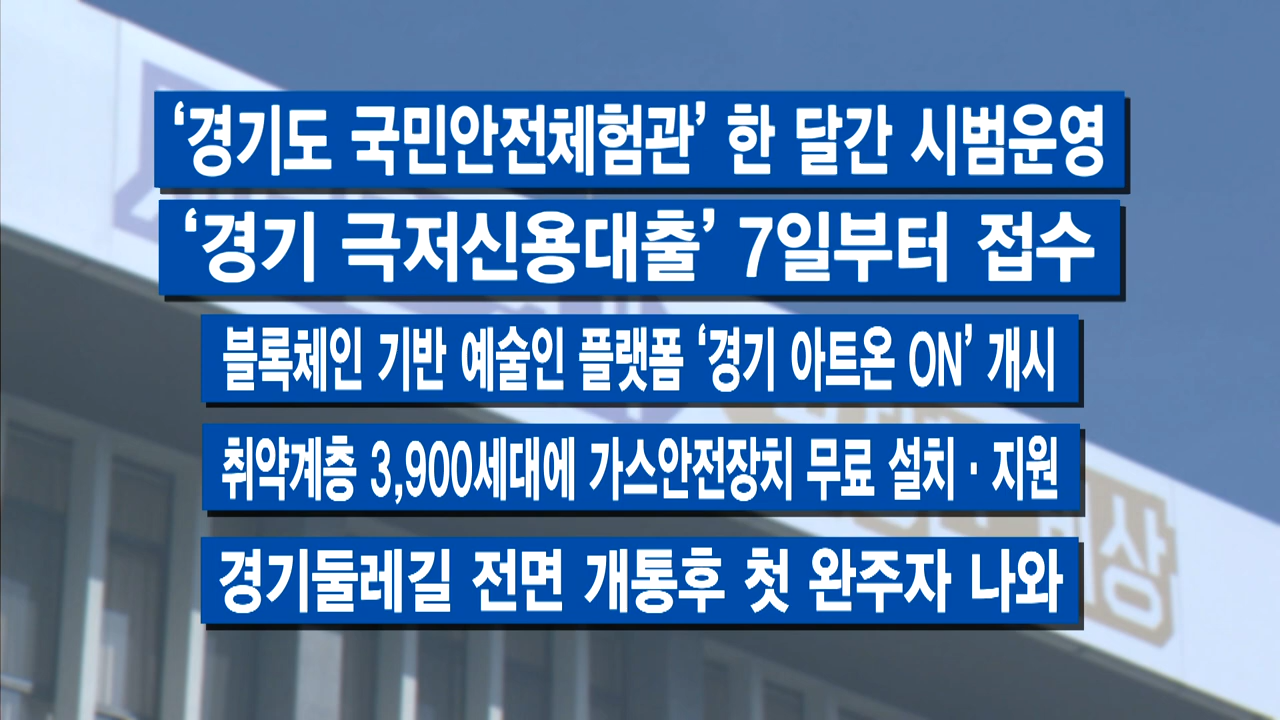 ‘경기도 국민안전체험관’ 한 달간 시범운영
‘경기 극저신용대출’ 7일부터 접수
블록체인 기반 예술인 플랫폼 ‘경기 아트온 ON’ 개시
취약계층 3,900세대에 가스안전장치 무료 설치·지원
경기둘레길 전면 개통후 첫 완주자 나와
상